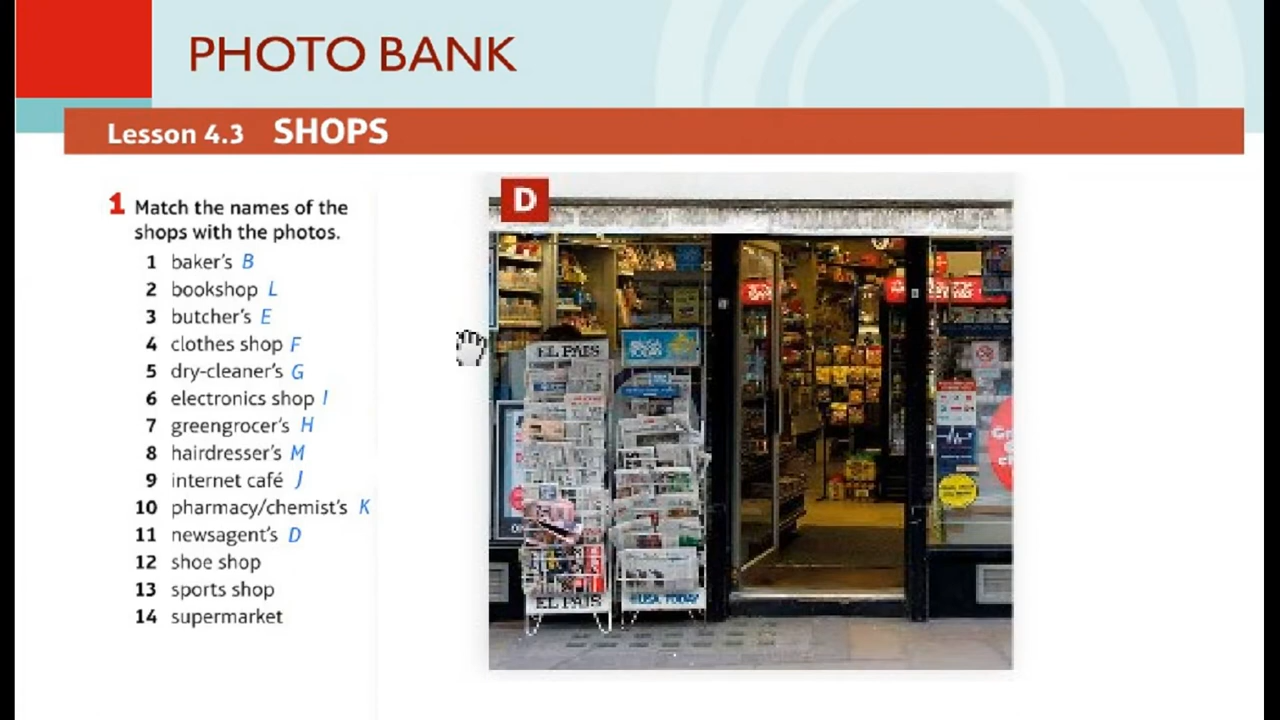 PHOTO BANK
Lesson 4.3 SHOPS
1 Match the names of the
shops with the photos.
1 baker's B
2 bookshop L
3 butcher's E
4 clothes shop F
5 dry-cleaner's G
6 electronics shop I
7 greengrocer's H
8 hairdresser's M
9 internet café J
10 pharmacy/chemist's K
11 newsagent's D
12 shoe shop
13 sports shop
14 supermarket
D
EL PAIS
EL PAIS
USA TODAY